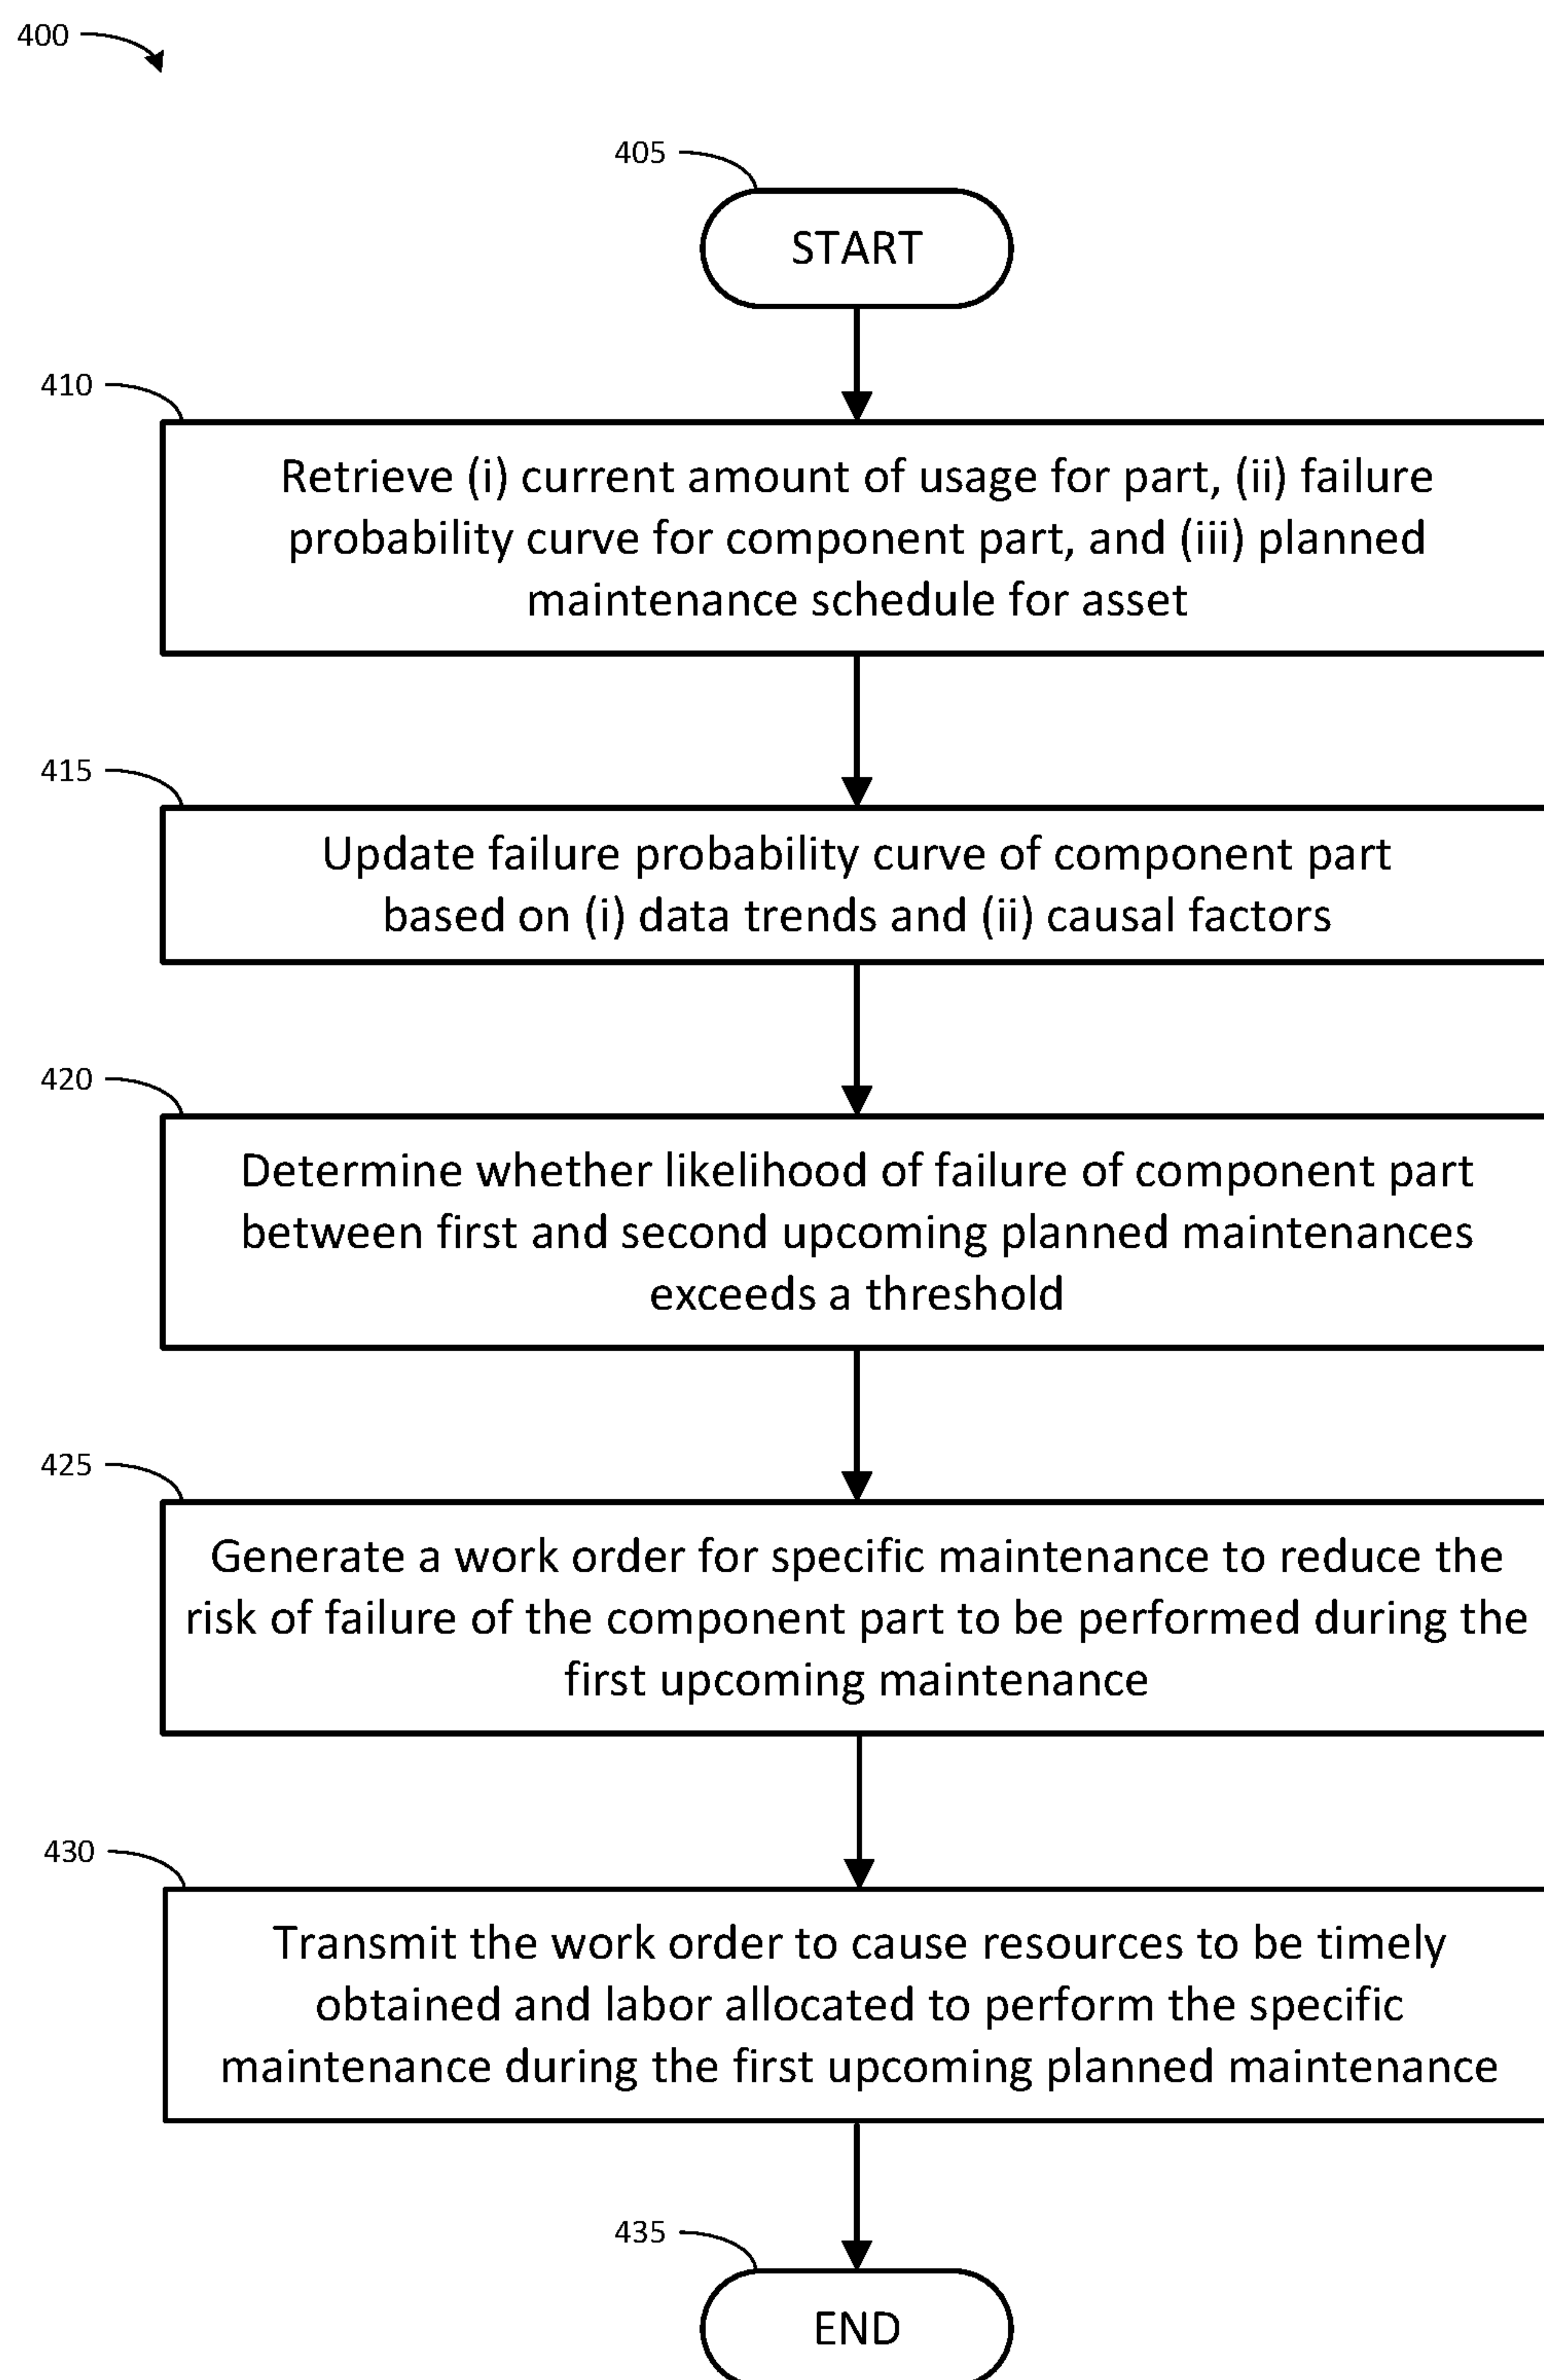 400
405
START
410
Retrieve (i) current amount of usage for part, (ii) failure
probability curve for component part, and (iii) planned
maintenance schedule for asset
415
Update failure probability curve of component part
based on (i) data trends and (ii) causal factors
420
Determine whether likelihood of failure of component part
between first and second upcoming planned maintenances
exceeds a threshold
425
Generate a work order for specific maintenance to reduce the
risk of failure of the component part to be performed during the
first upcoming maintenance
430
Transmit the work order to cause resources to be timely
obtained and labor allocated to perform the specific
maintenance during the first upcoming planned maintenance
435
END